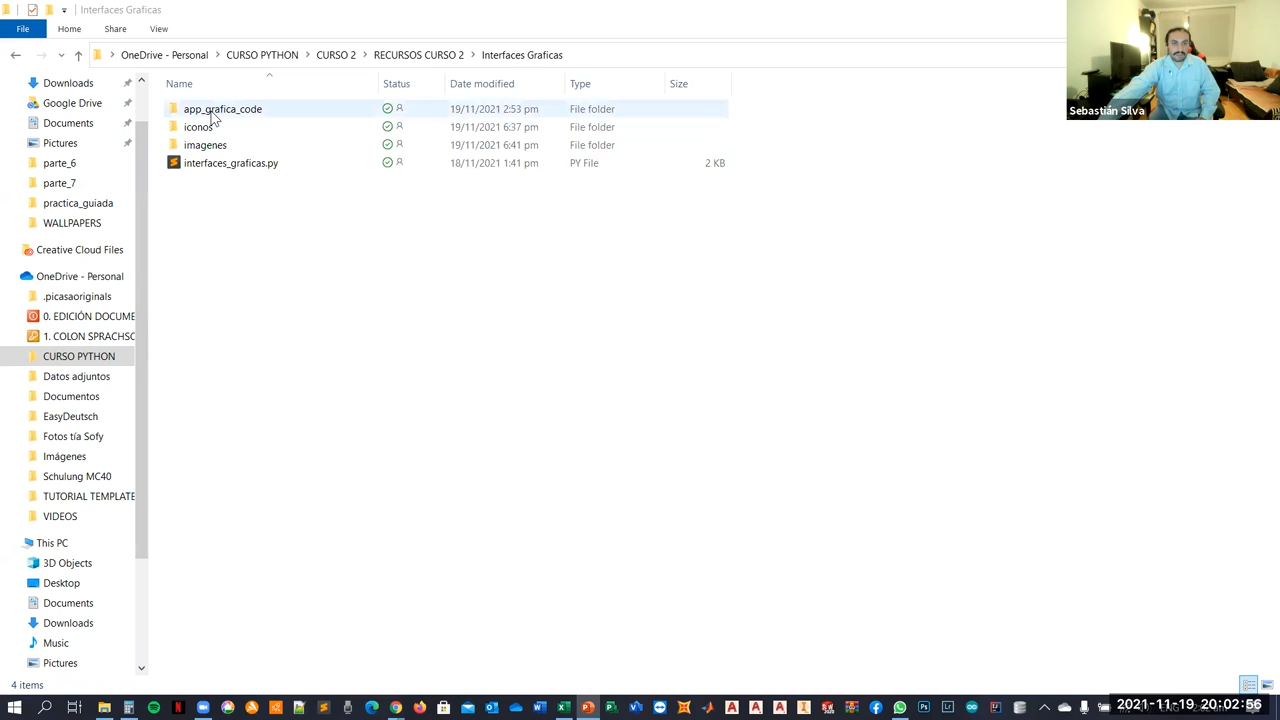 Interfaces Graficas
File Home Share View
OneDrive - Personal CURSO PYTHON CURSO 2 RECURSOS CURSO 2 Interfaces Graficas
Sebastián Silva
Name Status Date modified Type Size
app_grafica_code 19/11/2021 2:53 pm File folder
iconos 19/11/2021 6:37 pm File folder
imagenes 19/11/2021 6:41 pm File folder
interfaces_graficas.py 18/11/2021 1:41 pm PY File 2 KB
Downloads
Google Drive
Documents
Pictures
parte_6
parte_7
practica_guiada
WALLPAPERS
Creative Cloud Files
OneDrive - Personal
.picasaoriginals
0. EDICIÓN DOCUME
1. COLON SPRACHSC
CURSO PYTHON
Datos adjuntos
Documentos
EasyDeutsch
Fotos tía Sofy
Imágenes
Schulung MC40
TUTORIAL TEMPLATE
VIDEOS
This PC
3D Objects
Desktop
Documents
Downloads
Music
Pictures
4 items
2021-11-19 20:02:56